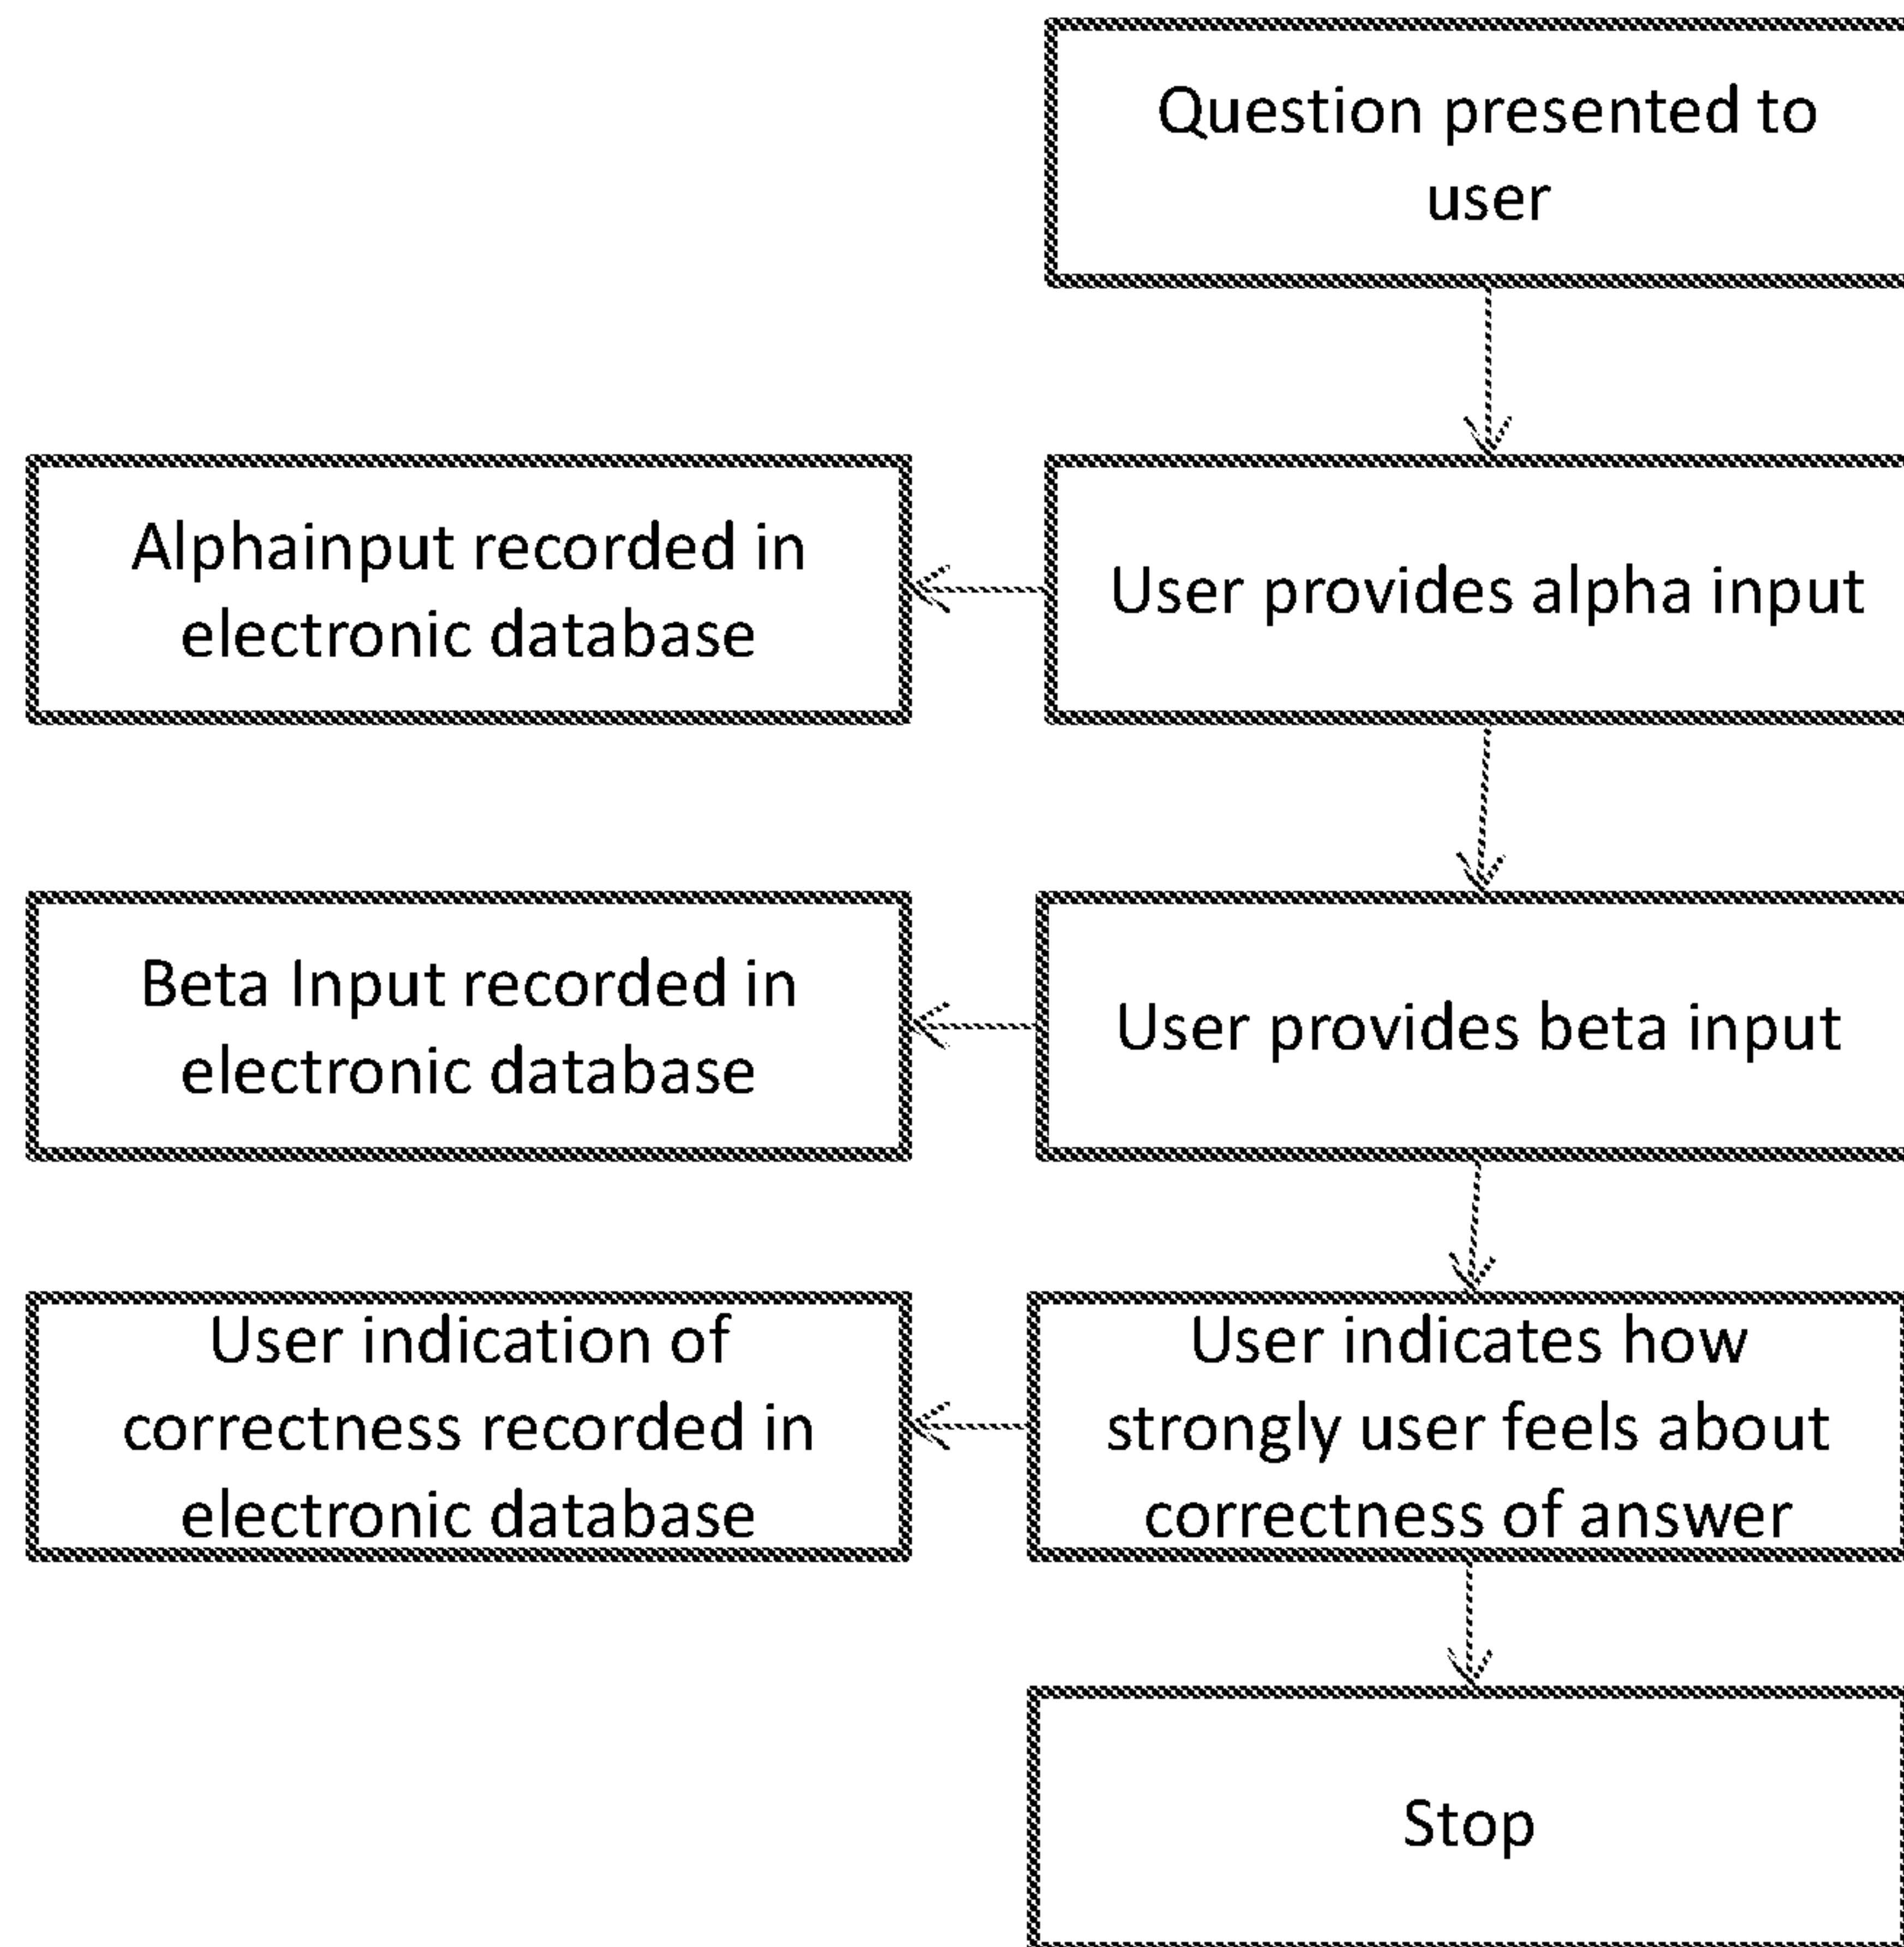 Question presented to
user
Alphainput recorded in
electronic database
User provides alpha input
Beta Input recorded in
electronic database
User provides beta input
User indication of
correctness recorded in
electronic database
User indicates how
strongly user feels about
correctness of answer
Stop